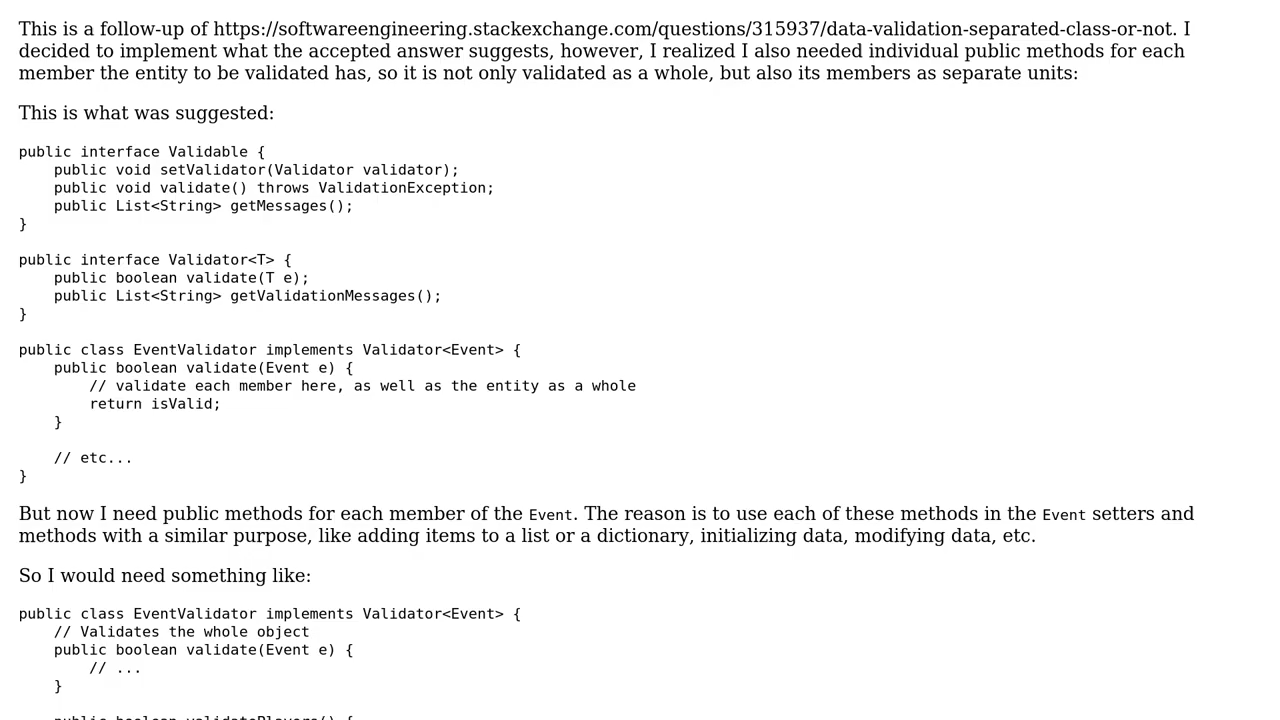 This is a follow-up of https://softwareengineering.stackexchange.com/questions/315937/data-validation-separated-class-or-not. I
decided to implement what the accepted answer suggests, however, I realized I also needed individual public methods for each
member the entity to be validated has, so it is not only validated as a whole, but also its members as separate units:
This is what was suggested:
public interface Validable {
    public void setValidator(Validator validator);
    public void validate() throws ValidationException;
    public List<String> getMessages();
}
public interface Validator<T> {
    public boolean validate(T e);
    public List<String> getValidationMessages();
}
public class EventValidator implements Validator<Event> {
    public boolean validate(Event e) {
        // validate each member here, as well as the entity as a whole
        return isValid;
    }
    // etc...
}
But now I need public methods for each member of the Event. The reason is to use each of these methods in the Event setters and
methods with a similar purpose, like adding items to a list or a dictionary, initializing data, modifying data, etc.
So I would need something like:
public class EventValidator implements Validator<Event> {
    // Validates the whole object
    public boolean validate(Event e) {
        // ...
    }
    public boolean validatePlayers() {